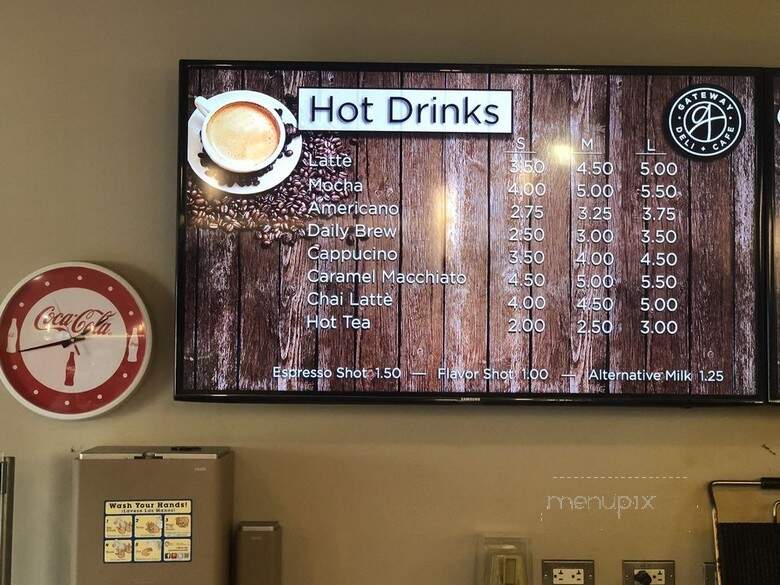 Hot Drinks
GATEWAY
DELI • CAFE
S M L
Latte 3.50 4.50 5.00
Mocha 4.00 5.00 5.50
Americano 2.75 3.25 3.75
Daily Brew 2.50 3.00 3.50
Cappucino 3.50 4.00 4.50
Caramel Macchiato 4.50 5.00 5.50
Chai Lattè 4.00 4.50 5.00
Hot Tea 2.00 2.50 3.00
Espresso Shot 1.50 — Flavor Shot 1.00 — Alternative Milk 1.25
SAMSUNG
Coca-Cola
Wash Your Hands!
¡Lávese Las Manos!
menupix